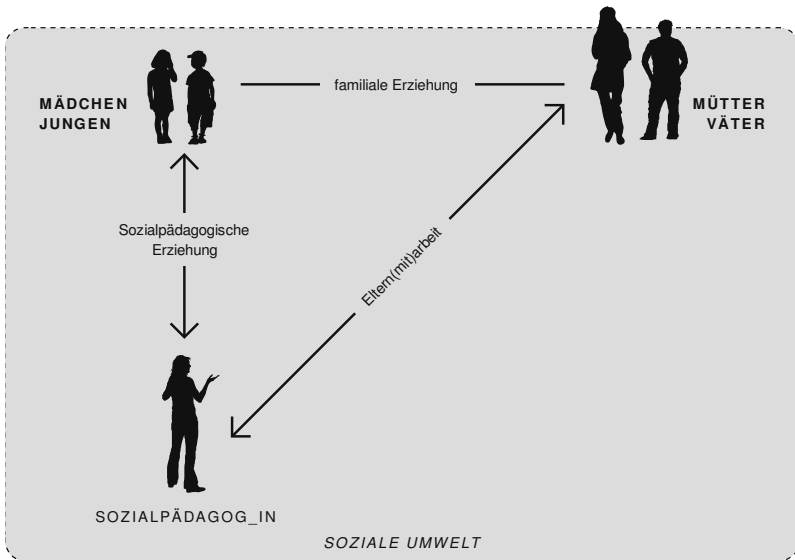 familiale Erziehung
MÄDCHEN
JUNGEN
MÜTTER
VÄTER
Sozialpädagogische
Erziehung
Eltern(mit)arbeit
SOZIALPÄDAGOG_IN
SOZIALE UMWELT